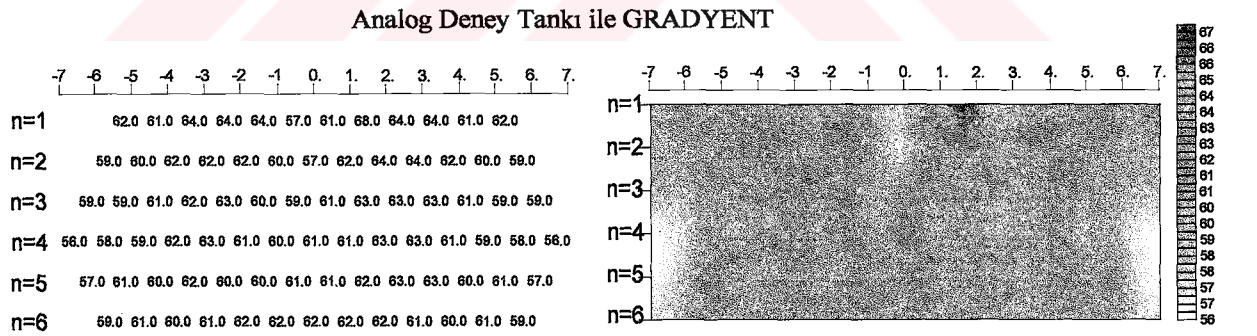 Analog Deney Tankı ile GRADYENT
-7 -6 -5 -4 -3 -2 -1 0. 1. 2. 3. 4. 5. 6. 7.
n=1 62.0 61.0 64.0 64.0 64.0 57.0 61.0 68.0 64.0 64.0 61.0 62.0
n=2 59.0 60.0 62.0 62.0 62.0 60.0 57.0 62.0 64.0 64.0 62.0 60.0 59.0
n=3 59.0 59.0 61.0 62.0 63.0 60.0 59.0 61.0 63.0 63.0 63.0 61.0 59.0 59.0
n=4 56.0 58.0 59.0 62.0 63.0 61.0 60.0 61.0 61.0 63.0 63.0 61.0 59.0 58.0 56.0
n=5 57.0 61.0 60.0 62.0 60.0 60.0 61.0 61.0 62.0 63.0 63.0 60.0 61.0 57.0
n=6 59.0 61.0 60.0 61.0 62.0 62.0 62.0 62.0 62.0 61.0 60.0 61.0 59.0
-7 -6 -5 -4 -3 -2 -1 0. 1. 2. 3. 4. 5. 6. 7.
n=1
n=2
n=3
n=4
n=5
n=6
67
66
66
65
64
64
63
63
62
61
61
60
60
59
58
58
57
57
56